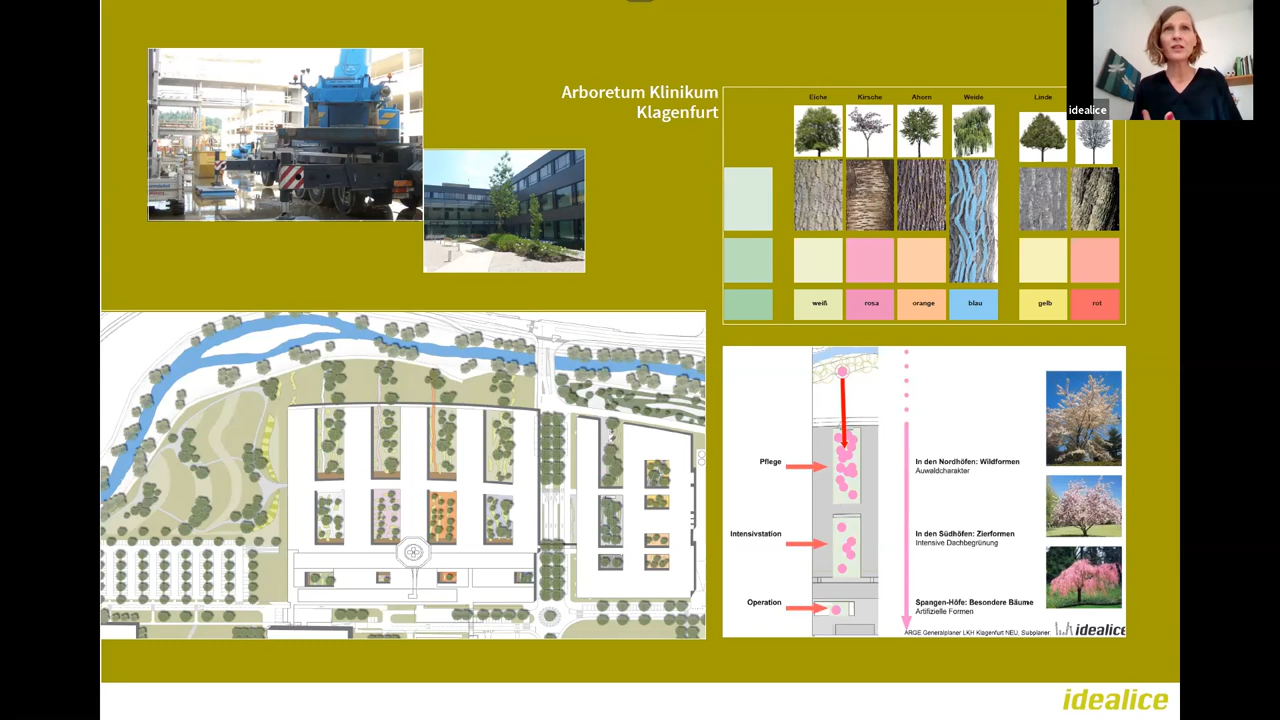 Arboretum Klinikum
Klagenfurt
Eiche
Kirsche
Ahorn
Weide
Linde
weiß
rosa
orange
blau
gelb
rot
idealice
Pflege
Intensivstation
Operation
In den Nordhöfen: Wildformen
Auwaldcharakter
In den Südhöfen: Zierformen
Intensive Dachbegrünung
Spangen-Höfe: Besondere Bäume
Artifizielle Formen
ARGE Generalplaner LKH Klagenfurt NEU, Subplaner:
idealice
idealice